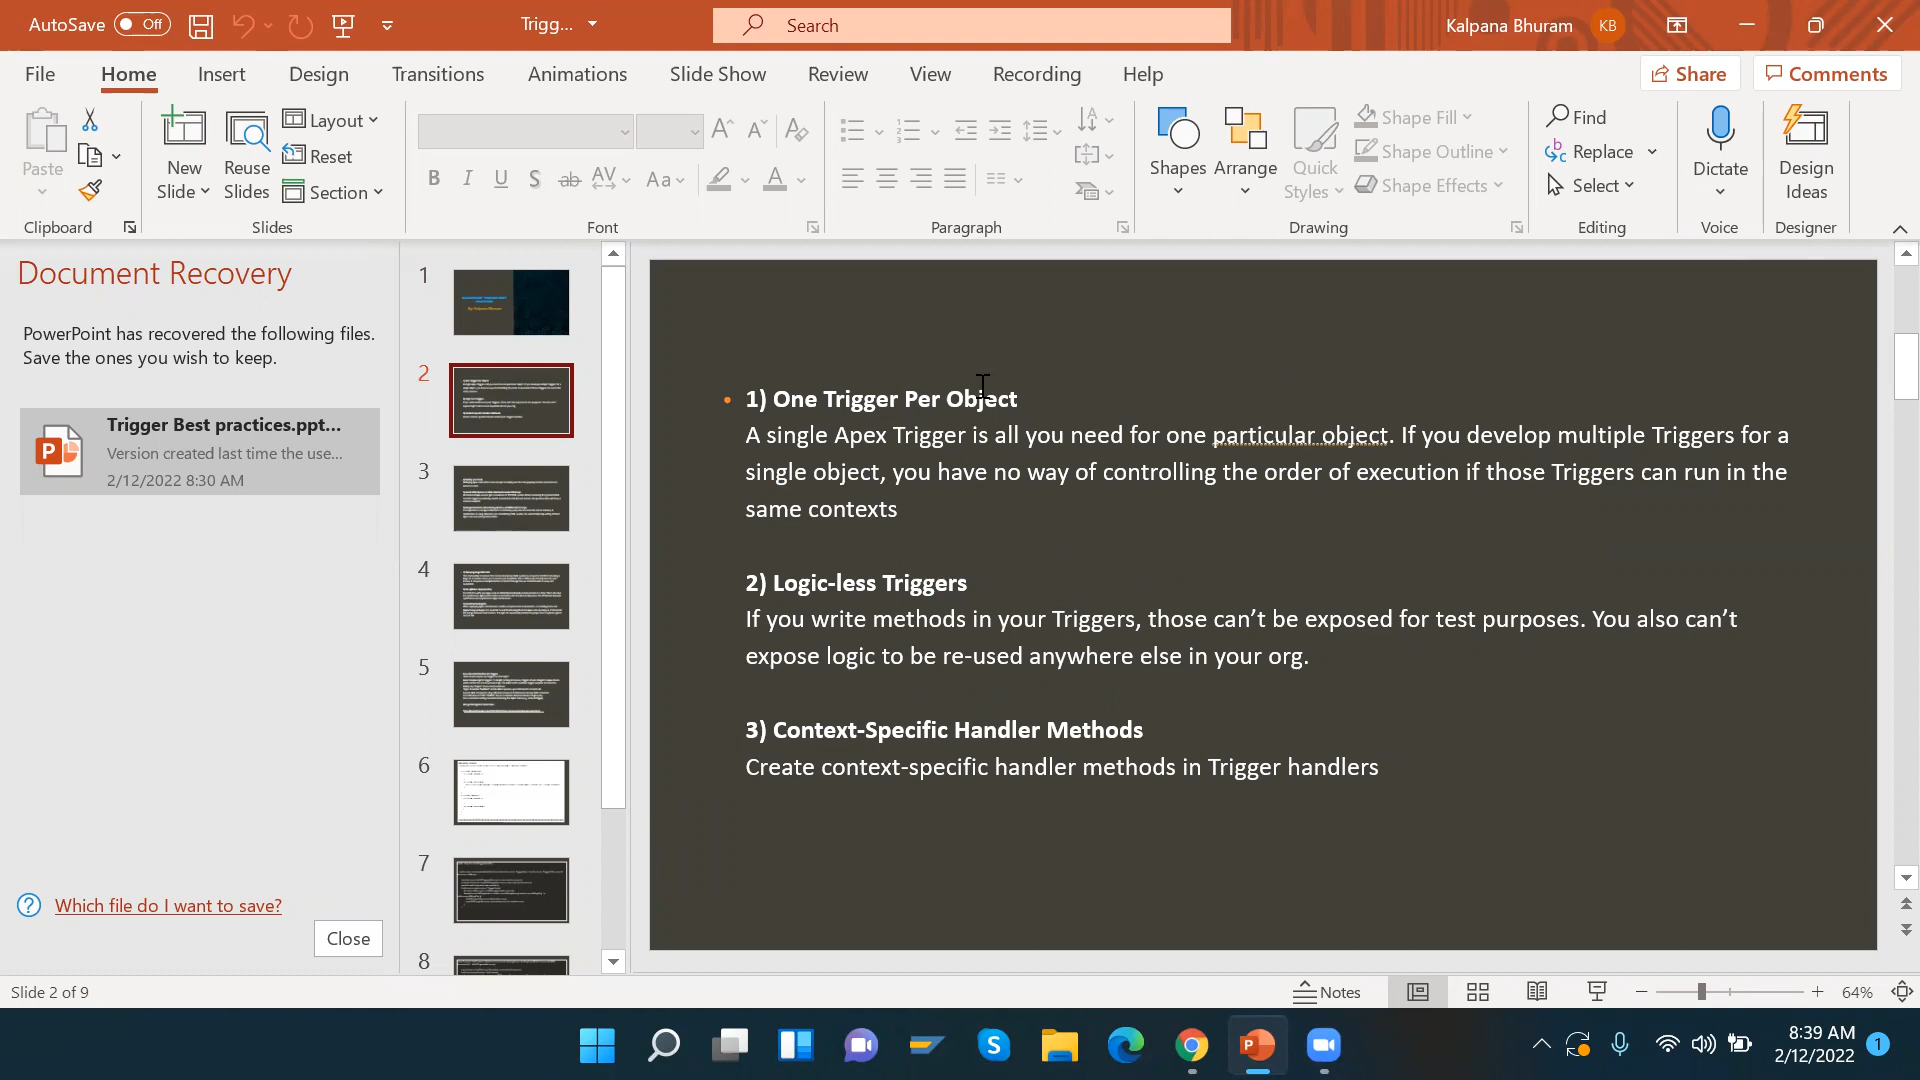 AutoSave Off
Trigg...
Search
Kalpana Bhuram KB
File Home Insert Design Transitions Animations Slide Show Review View Recording Help
Share Comments
Paste
New Slide
Reuse Slides
Layout
Reset
Section
Aa
Shapes
Arrange
Quick Styles
Shape Fill
Shape Outline
Shape Effects
Find
Replace
Select
Dictate
Design Ideas
Clipboard Slides Font Paragraph Drawing Editing Voice Designer
Document Recovery
PowerPoint has recovered the following files.
Save the ones you wish to keep.
Trigger Best practices.ppt...
Version created last time the use...
2/12/2022 8:30 AM
Which file do I want to save?
Close
1
2
3
4
5
6
7
8
• 1) One Trigger Per Object
A single Apex Trigger is all you need for one particular object. If you develop multiple Triggers for a
single object, you have no way of controlling the order of execution if those Triggers can run in the
same contexts
2) Logic-less Triggers
If you write methods in your Triggers, those can’t be exposed for test purposes. You also can’t
expose logic to be re-used anywhere else in your org.
3) Context-Specific Handler Methods
Create context-specific handler methods in Trigger handlers
Slide 2 of 9
Notes
64%
8:39 AM
2/12/2022
1